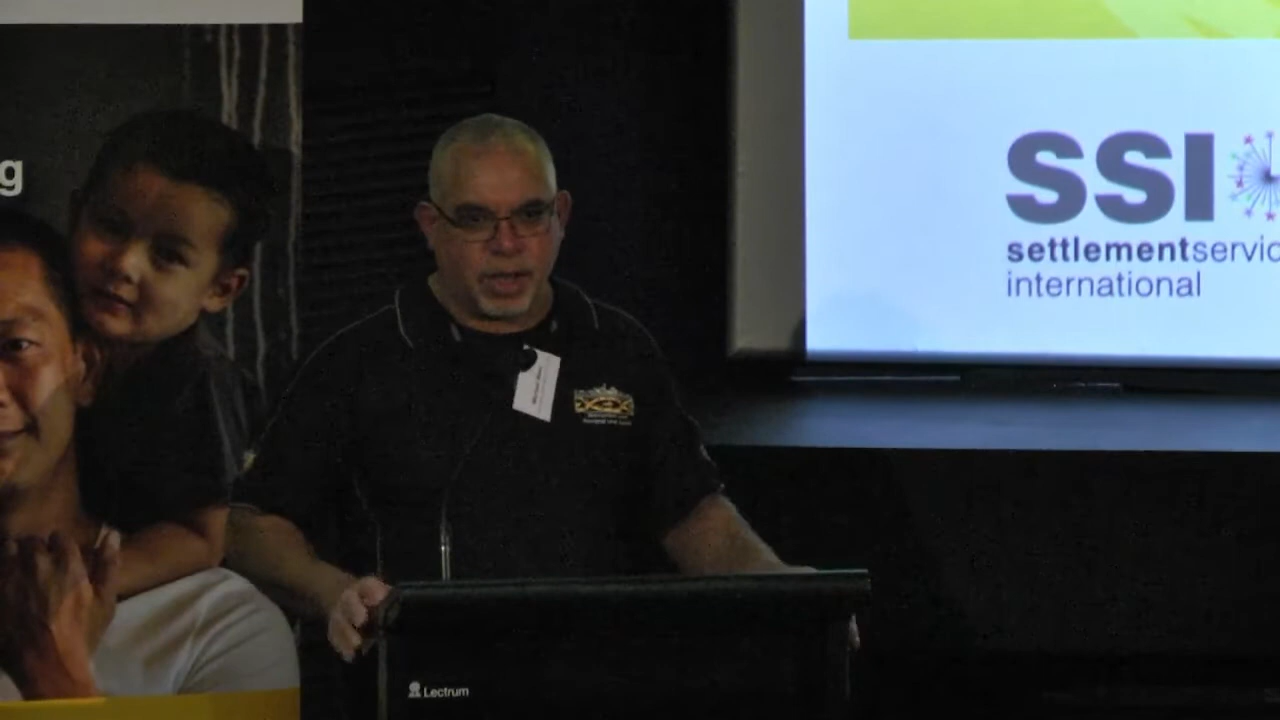 g
SSI
settlementservic
international
Lectrum